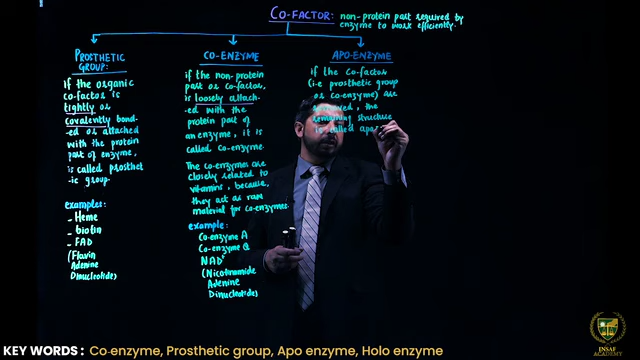 CO-FACTOR: non-protein part required by
enzyme to work efficiently.
PROSTHETIC
GROUP:
if the organic
co-factor is
tightly or
covalently bond-
ed or attached
with the protein
part of enzyme,
is called prosthet
-ic group.
examples:
- Heme
- biotin
- FAD
(Flavin
Adenine
Dinucleotide)
CO-ENZYME
if the non-protein
part or co-factor,
is loosely attach-
ed with the
protein part of
an enzyme, it is
called co-enzyme.
The co-enzymes are
closely related to
vitamins, because,
they act as raw
material for co-enzymes.
example:
Co-enzyme A
Co-enzyme Q
NAD⁺
(Nicotinamide
Adenine
Dinucleotide)
APO-ENZYME
if the co-factor
(i.e prosthetic group
or co-enzyme) are
removed, the
remaining structure
is called apo
KEY WORDS : Co-enzyme, Prosthetic group, Apo enzyme, Holo enzyme
INSAF
ACADEMY